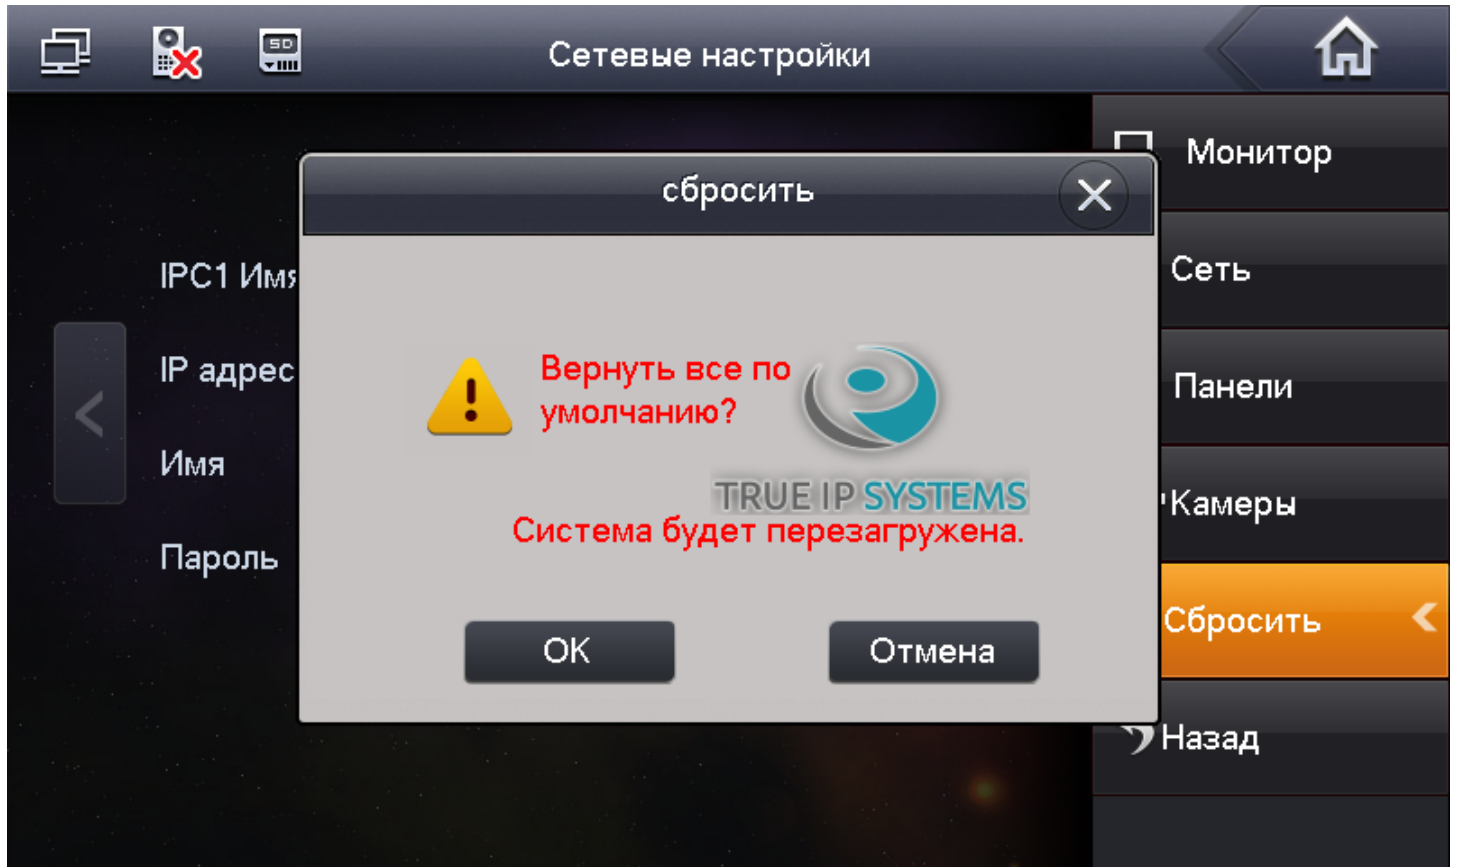 SD
Сетевые настройки
Монитор
сбросить
IPC1 Имя
Сеть
IP адрес
Вернуть все по
умолчанию?
Панели
Имя
TRUE IP SYSTEMS
'Камеры
Система будет перезагружена.
Пароль
Сбросить
OK
Отмена
Назад